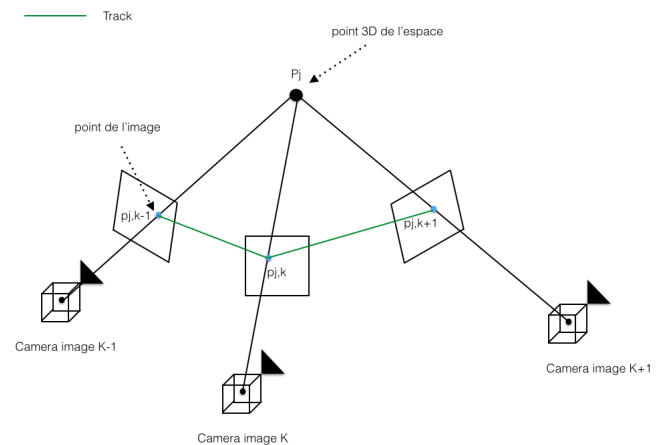 Track
point 3D de l'espace
Pj
point de l'image
pj,k-1
pj,k+1
pj,k
Camera image K-1
Camera image K+1
Camera image K